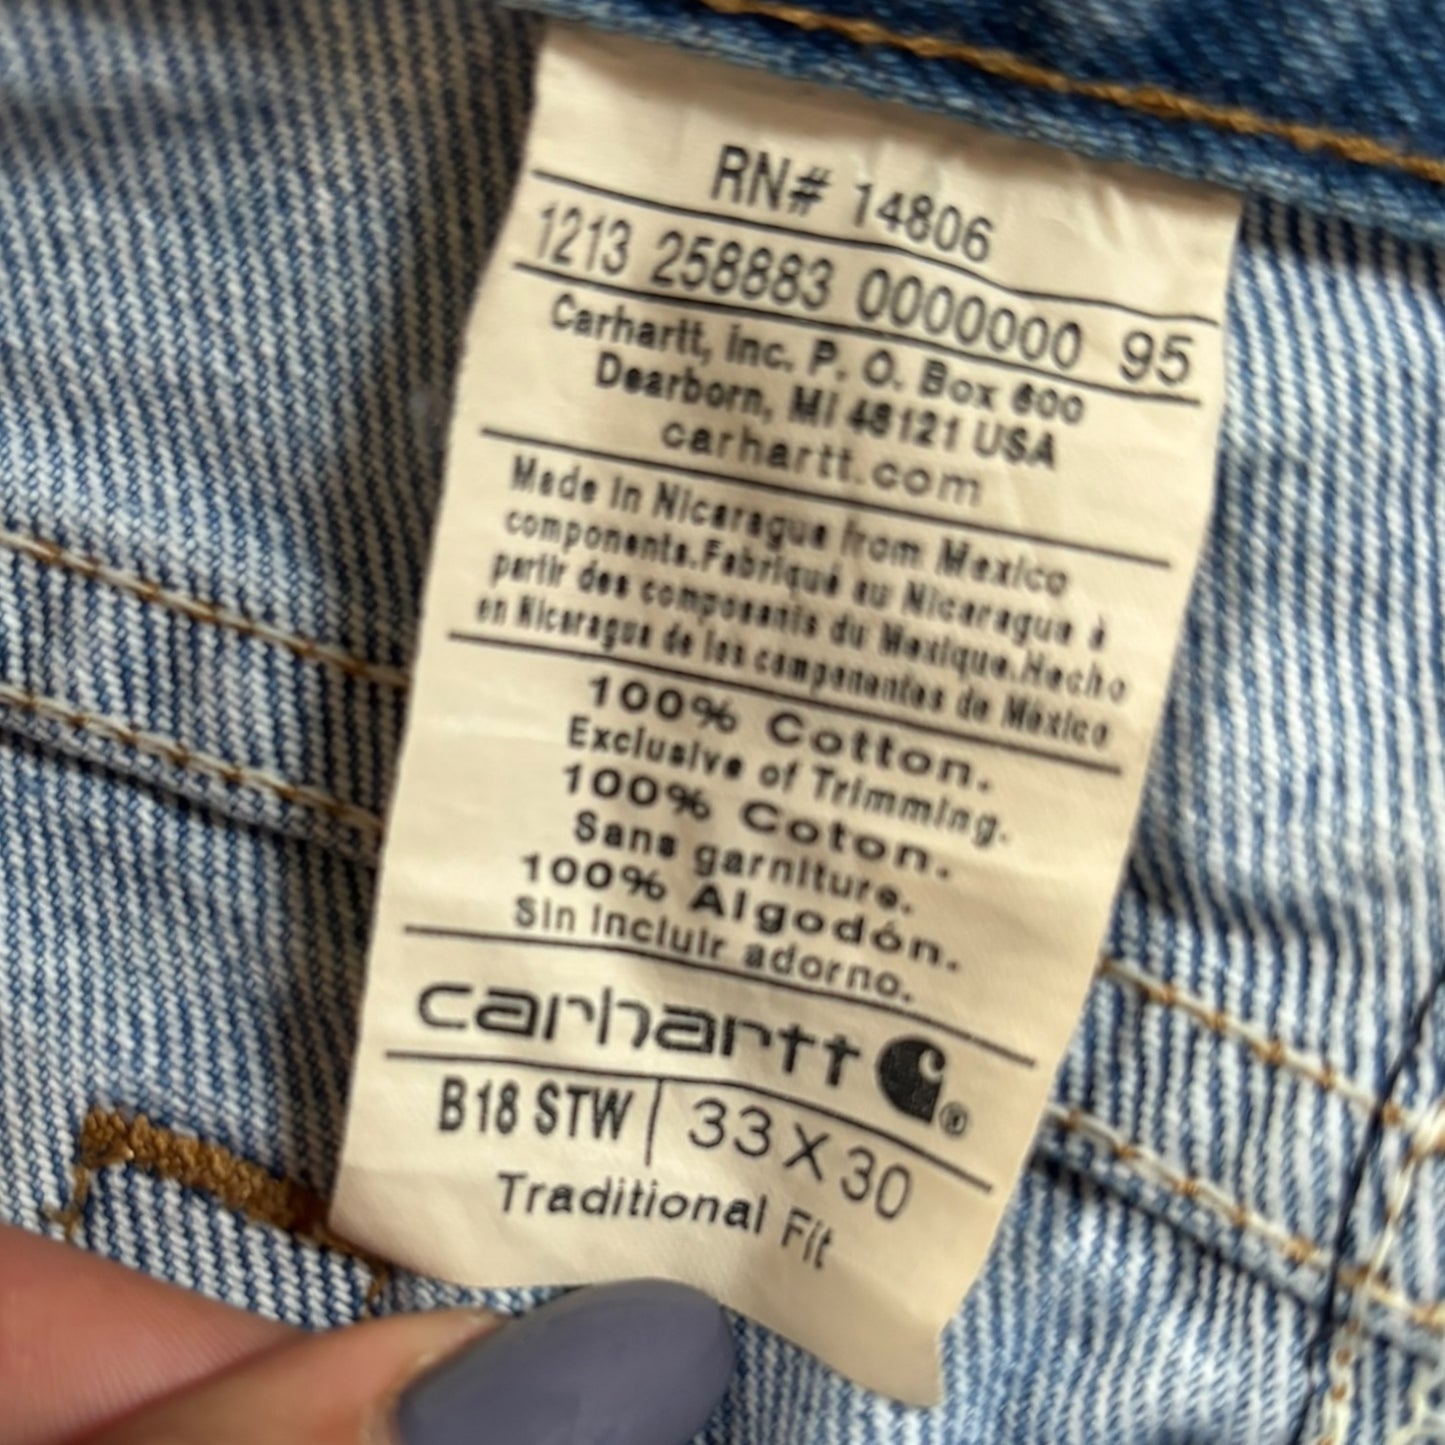 RN# 14806
1213 258883 0000000 95
Carhartt, Inc. P. O. Box 600
Dearborn, MI 48121 USA
carhartt.com
Made in Nicaragua from Mexico
components.Fabriqué au Nicaragua à
partir des composants du Mexique.Hecho
en Nicaragua de los componentes de México
100% Cotton.
Exclusive of Trimming.
100% Coton.
Sans garniture.
100% Algodón.
Sin incluir adorno.
carhartt ®
B18 STW 33 X 30
Traditional Fit